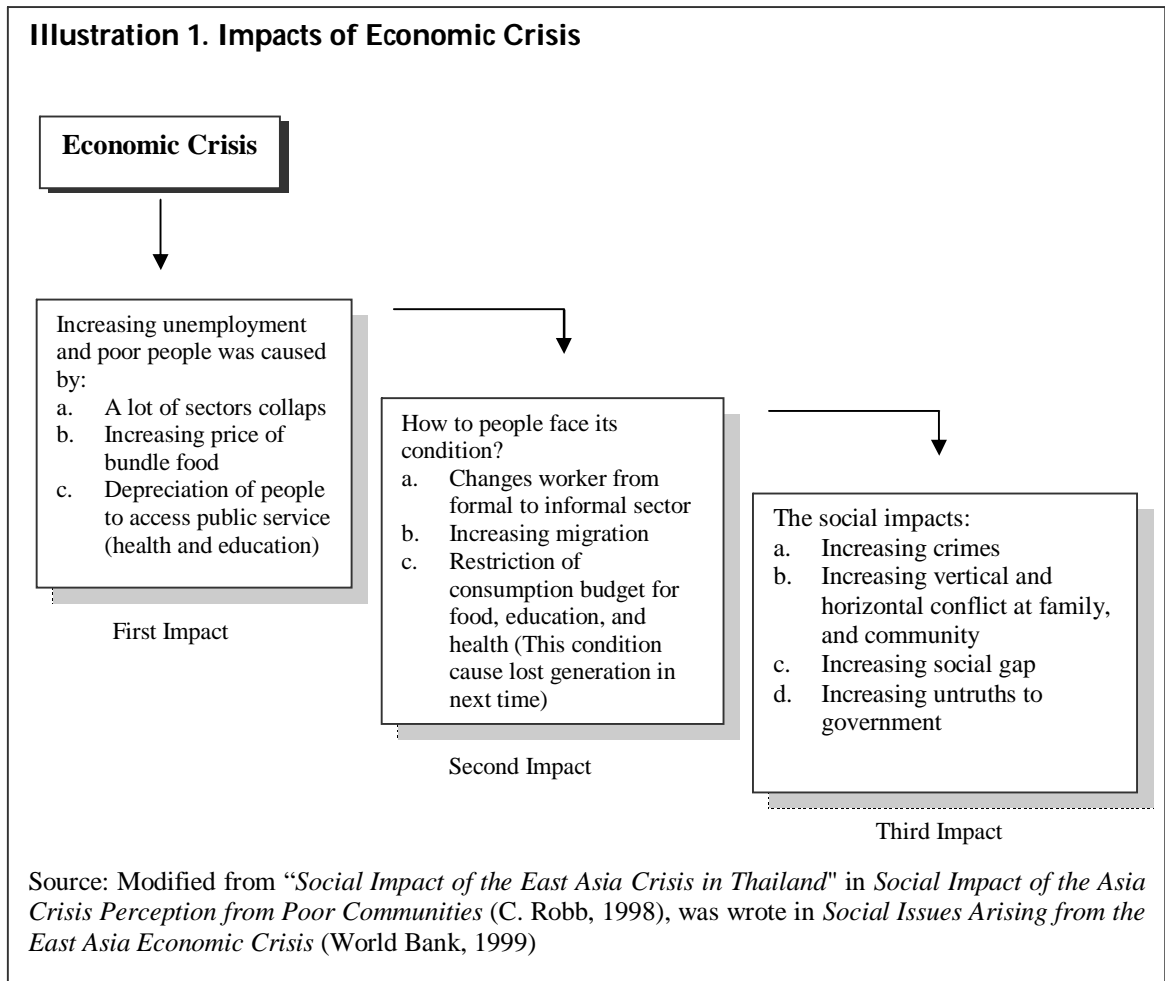 Illustration 1. Impacts of Economic Crisis
Economic Crisis
Increasing unemployment
and poor people was caused
by:
a. A lot of sectors collaps
b. Increasing price of
bundle food
c. Depreciation of people
to access public service
(health and education)
First Impact
How to people face its
condition?
a. Changes worker from
formal to informal sector
b. Increasing migration
c. Restriction of
consumption budget for
food, education, and
health (This condition
cause lost generation in
next time)
Second Impact
The social impacts:
a. Increasing crimes
b. Increasing vertical and
horizontal conflict at family,
and community
c. Increasing social gap
d. Increasing untruths to
government
Third Impact
Source: Modified from “Social Impact of the East Asia Crisis in Thailand" in Social Impact of the Asia
Crisis Perception from Poor Communities (C. Robb, 1998), was wrote in Social Issues Arising from the
East Asia Economic Crisis (World Bank, 1999)